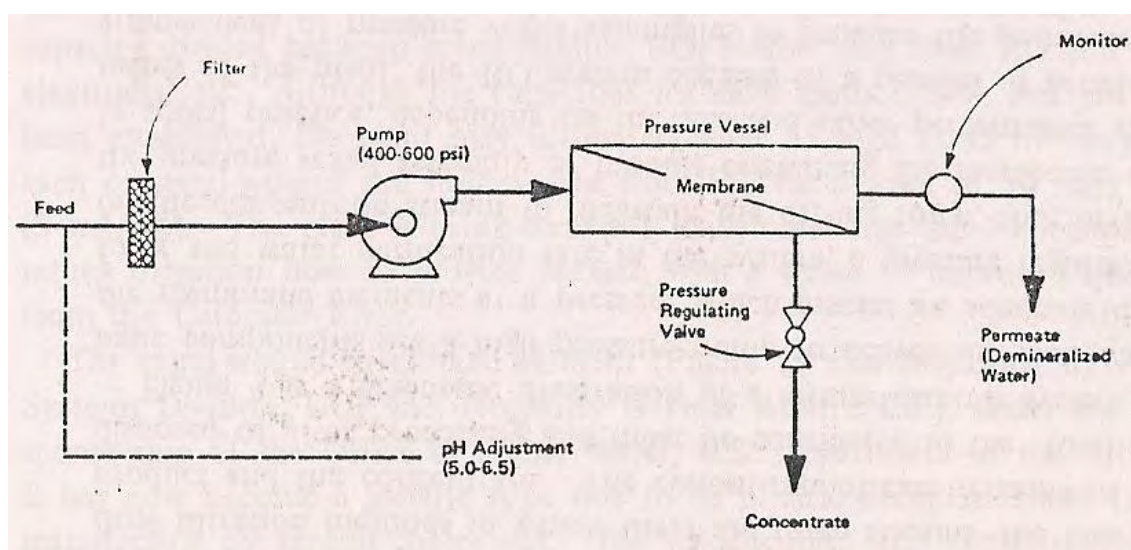 Filter
Monitor
Pump
(400-600 psi)
Pressure Vessel
Membrane
Feed
Pressure
Regulating
Valve
Permeate
(Demineralized
Water)
pH Adjustment
(5.0-6.5)
Concentrate